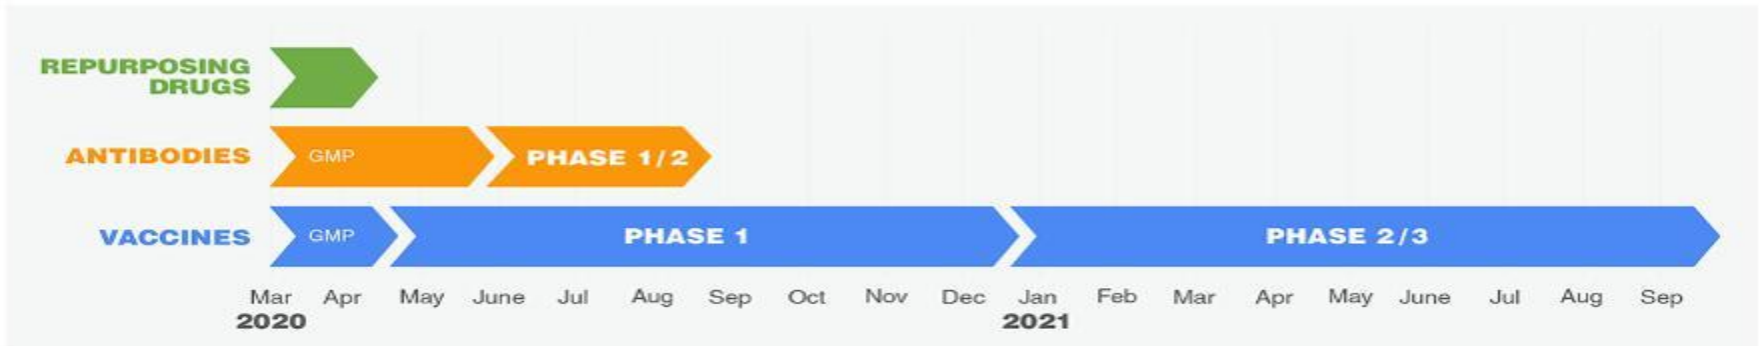 REPURPOSING
DRUGS
ANTIBODIES
GMP
PHASE 1/2
VACCINES
GMP
PHASE 1
PHASE 2/3
Mar Apr May June Jul Aug Sep Oct Nov Dec Jan Feb Mar Apr May June Jul Aug Sep
2020 2021